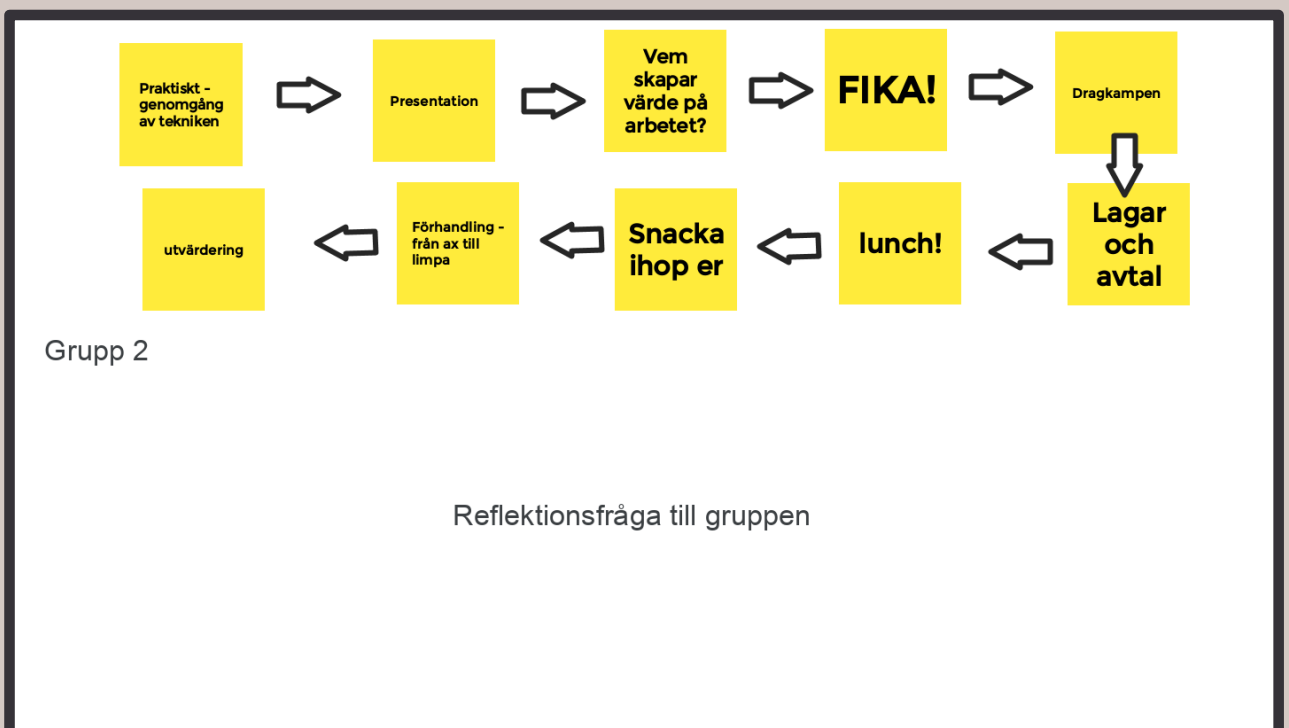 Praktiskt -
genomgång
av tekniken
Presentation
Vem
skapar
värde på
arbetet?
FIKA!
Dragkampen
utvärdering
Förhandling -
från ax till
limpa
Snacka
ihop er
lunch!
Lagar
och
avtal
Grupp 2
Reflektionsfråga till gruppen